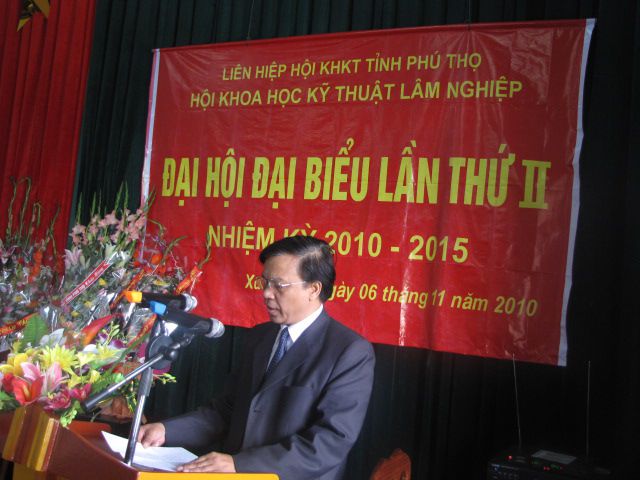 LIÊN HIỆP HỘI KHKT TỈNH PHÚ THỌ
HỘI KHOA HỌC KỸ THUẬT LÂM NGHIỆP
ĐẠI HỘI ĐẠI BIỂU LẦN THỨ II
NHIỆM KỲ 2010 - 2015
ngày 06 tháng 11 năm 2010